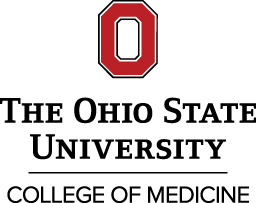 O
THE OHIO STATE
UNIVERSITY
COLLEGE OF MEDICINE